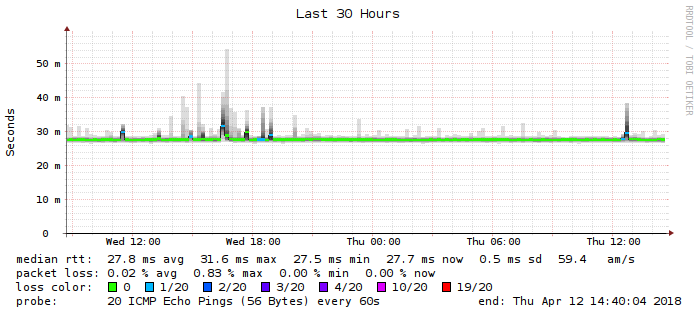 Last 30 Hours
RRDTOOL / TOBI OETIKER
Seconds
50 m
40 m
30 m
20 m
10 m
0
Wed 12:00 Wed 18:00 Thu 00:00 Thu 06:00 Thu 12:00
median rtt: 27.8 ms avg 31.6 ms max 27.5 ms min 27.7 ms now 0.5 ms sd 59.4 am/s
packet loss: 0.02 % avg 0.83 % max 0.00 % min 0.00 % now
loss color: 0 1/20 2/20 3/20 4/20 10/20 19/20
probe: 20 ICMP Echo Pings (56 Bytes) every 60s end: Thu Apr 12 14:40:04 2018